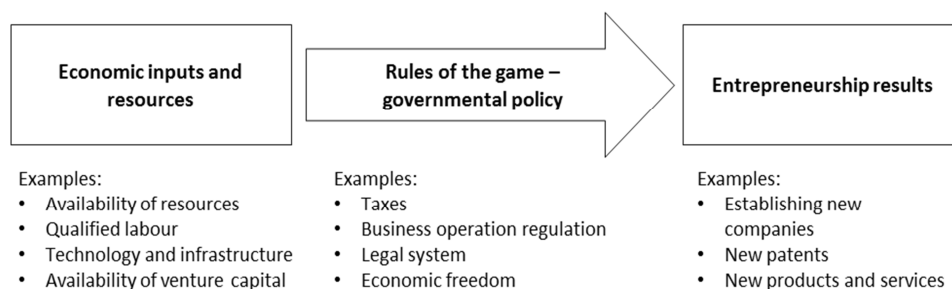 Economic inputs and
resources
Rules of the game –
governmental policy
Entrepreneurship results
Examples:
• Availability of resources
• Qualified labour
• Technology and infrastructure
• Availability of venture capital
Examples:
• Taxes
• Business operation regulation
• Legal system
• Economic freedom
Examples:
• Establishing new
companies
• New patents
• New products and services